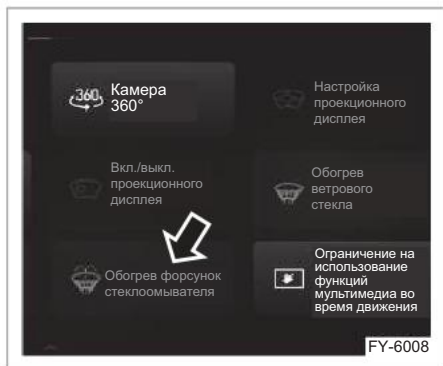 360
Камера
360°
Настройка
проекционного
дисплея
Вкл./выкл.
проекционного
дисплея
Обогрев
ветрового
стекла
Обогрев форсунок
стеклоомывателя
Ограничение на
использование
функций
мультимедиа во
время движения
FY-6008